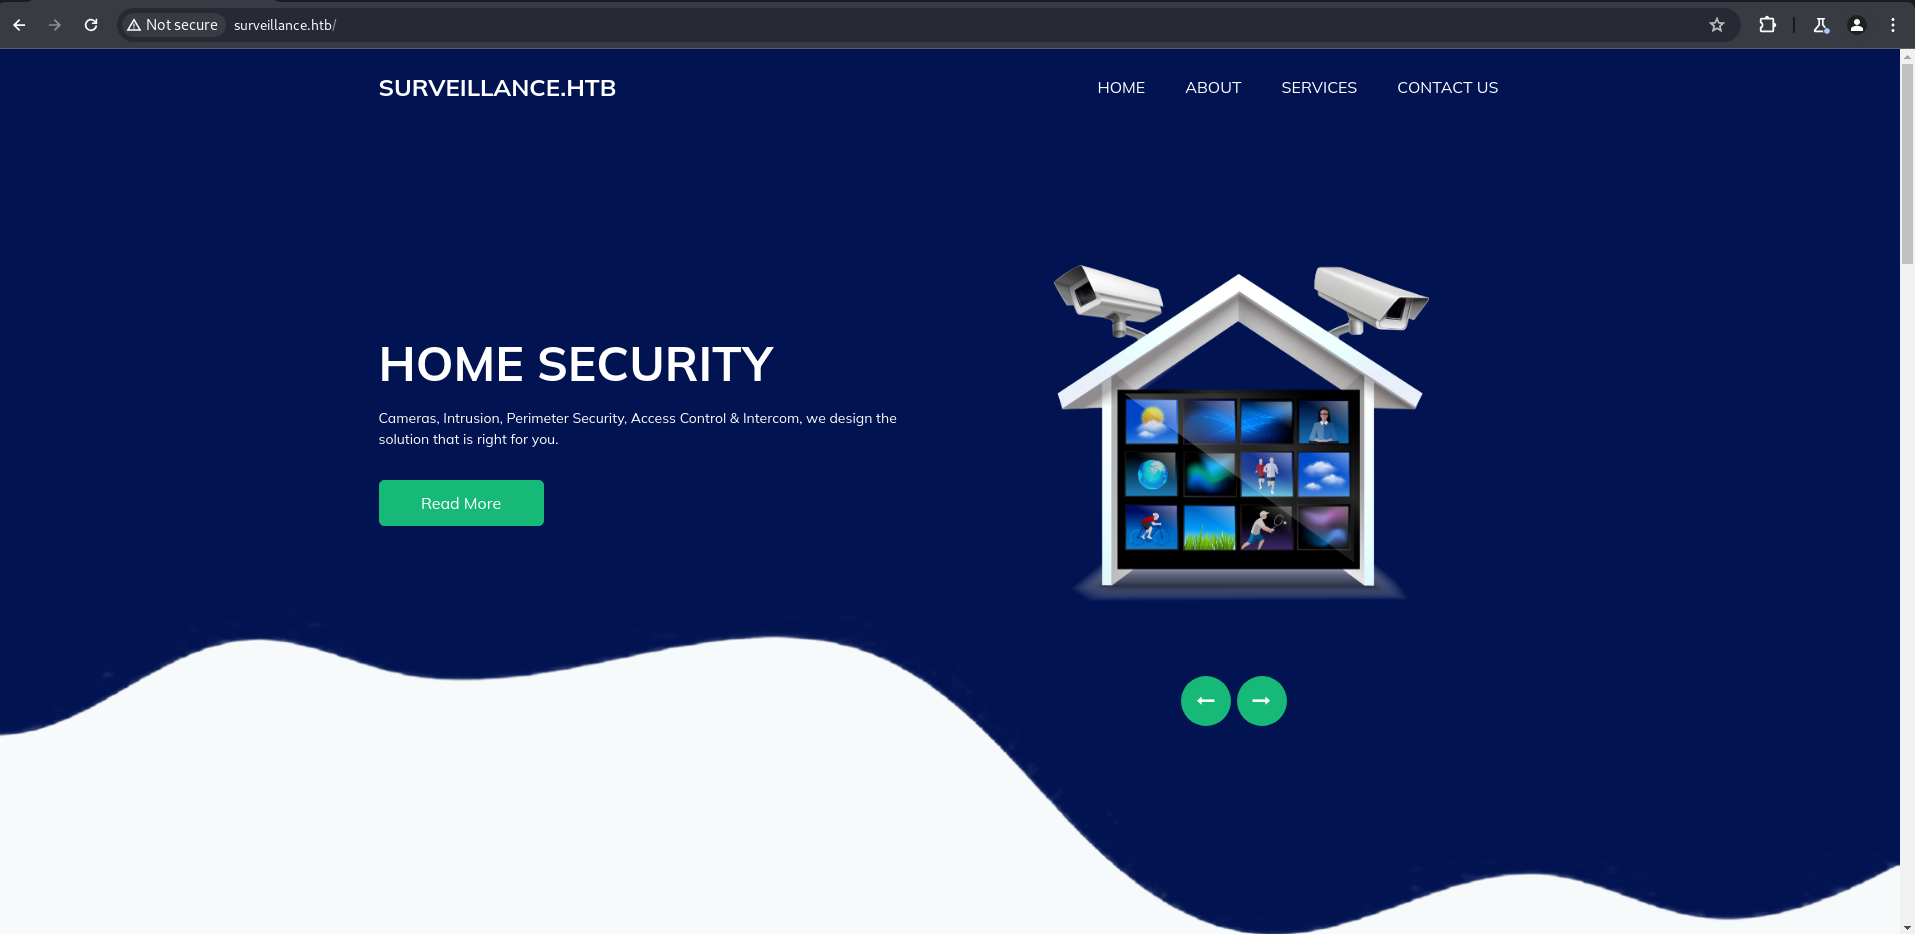 Not secure surveillance.htb/
SURVEILLANCE.HTB
HOME ABOUT SERVICES CONTACT US
HOME SECURITY
Cameras, Intrusion, Perimeter Security, Access Control & Intercom, we design the
solution that is right for you.
Read More